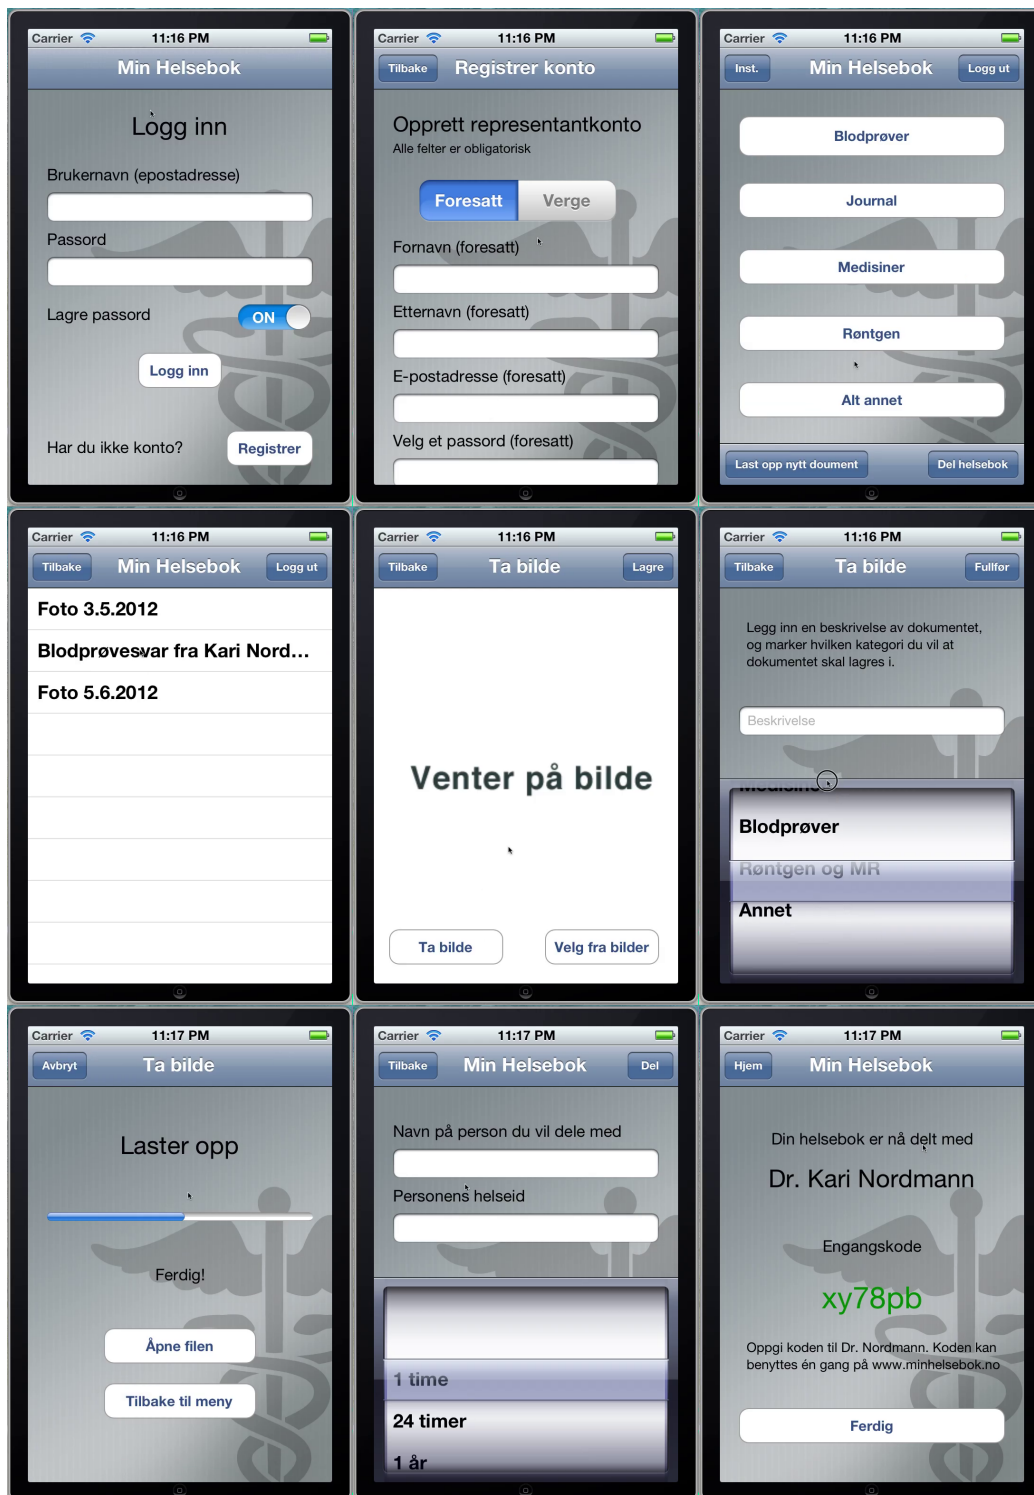 Carrier 11:16 PM
Min Helsebok
Logg inn
Brukernavn (epostadresse)
Passord
Lagre passord ON
Logg inn
Har du ikke konto? Registrer
Carrier 11:16 PM
Tilbake Registrer konto
Opprett representantkonto
Alle felter er obligatorisk
Foresatt Verge
Fornavn (foresatt)
Etternavn (foresatt)
E-postadresse (foresatt)
Velg et passord (foresatt)
Carrier 11:16 PM
Inst. Min Helsebok Logg ut
Blodprøver
Journal
Medisiner
Røntgen
Alt annet
Last opp nytt doument Del helsebok
Carrier 11:16 PM
Tilbake Min Helsebok Logg ut
Foto 3.5.2012
Blodprøvesvar fra Kari Nord...
Foto 5.6.2012
Carrier 11:16 PM
Tilbake Ta bilde Lagre
Venter på bilde
Ta bilde Velg fra bilder
Carrier 11:16 PM
Tilbake Ta bilde Fullfør
Legg inn en beskrivelse av dokumentet,
og marker hvilken kategori du vil at
dokumentet skal lagres i.
Beskrivelse
Medisiner
Blodprøver
Røntgen og MR
Annet
Carrier 11:17 PM
Avbryt Ta bilde
Laster opp
Ferdig!
Åpne filen
Tilbake til meny
Carrier 11:17 PM
Tilbake Min Helsebok Del
Navn på person du vil dele med
Personens helseid
1 time
24 timer
1 år
Carrier 11:17 PM
Hjem Min Helsebok
Din helsebok er nå delt med
Dr. Kari Nordmann
Engangskode
xy78pb
Oppgi koden til Dr. Nordmann. Koden kan
benyttes én gang på www.minhelsebok.no
Ferdig